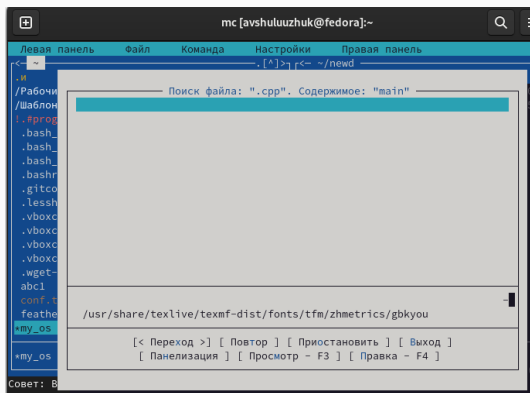 mc [avshuluuzhuk@fedora]:~
Левая панель Файл Команда Настройки Правая панель
<— ~ .[^]>
<— ~/newd
.и
/Рабочи
/Шаблон
Поиск файла: ".cpp". Содержимое: "main"
!.#prog
.bash_
.bash_
.bash_
.bashr
.gitco
.lessh
.vboxc
.vboxc
.vboxc
.vboxc
.wget-
abc1
conf.t
feathe
/usr/share/texlive/texmf-dist/fonts/tfm/zhmetrics/gbkyou
*my_os
[< Переход >] [ Повтор ] [ Приостановить ] [ Выход ]
*my_os
[ Панелизация ] [ Просмотр - F3 ] [ Правка - F4 ]
Совет: В